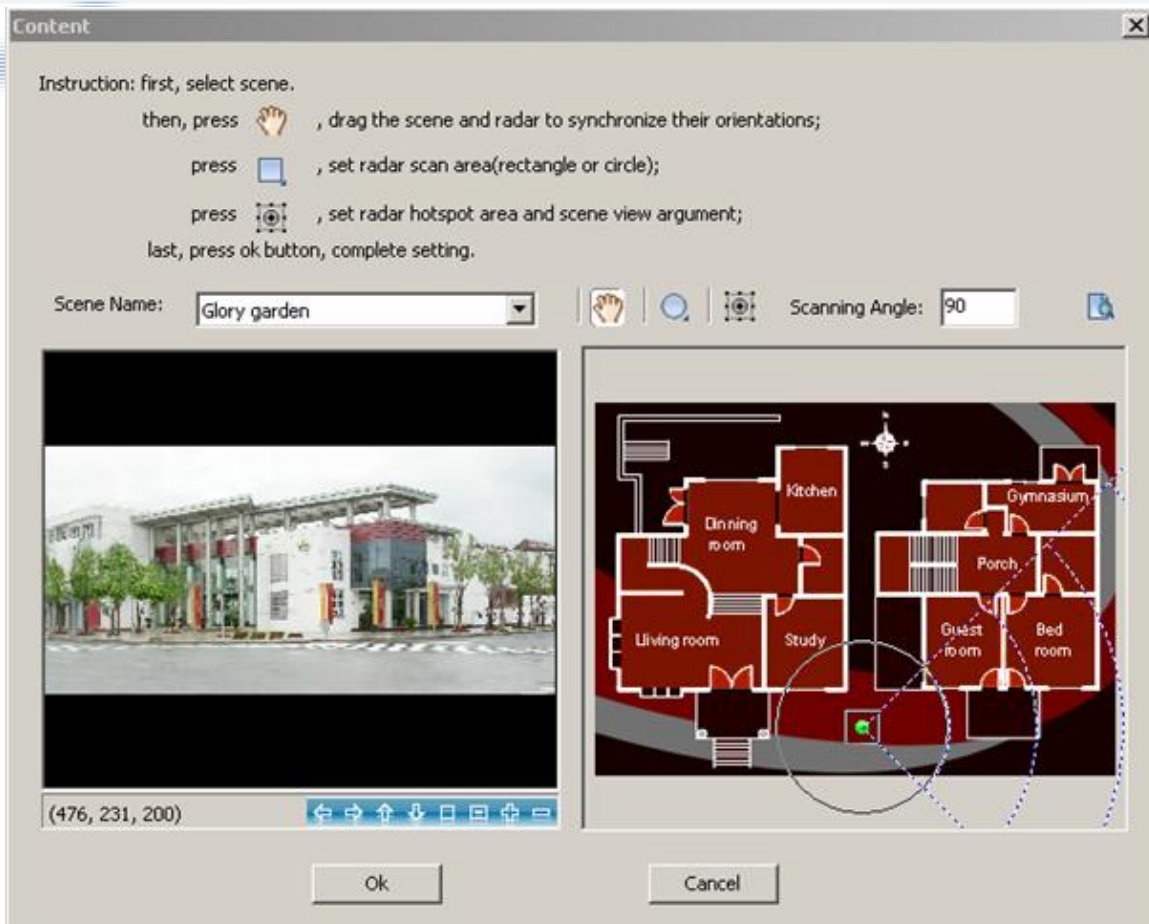 Content
Instruction: first, select scene.
then, press , drag the scene and radar to synchronize their orientations;
press , set radar scan area(rectangle or circle);
press , set radar hotspot area and scene view argument;
last, press ok button, complete setting.
Scene Name: Glory garden Scanning Angle: 90
N
S
Kitchen
Gymnasium
Dinning
room
Porch
Lliving room
Study
Guest
room
Bed
room
(476, 231, 200)
Ok Cancel